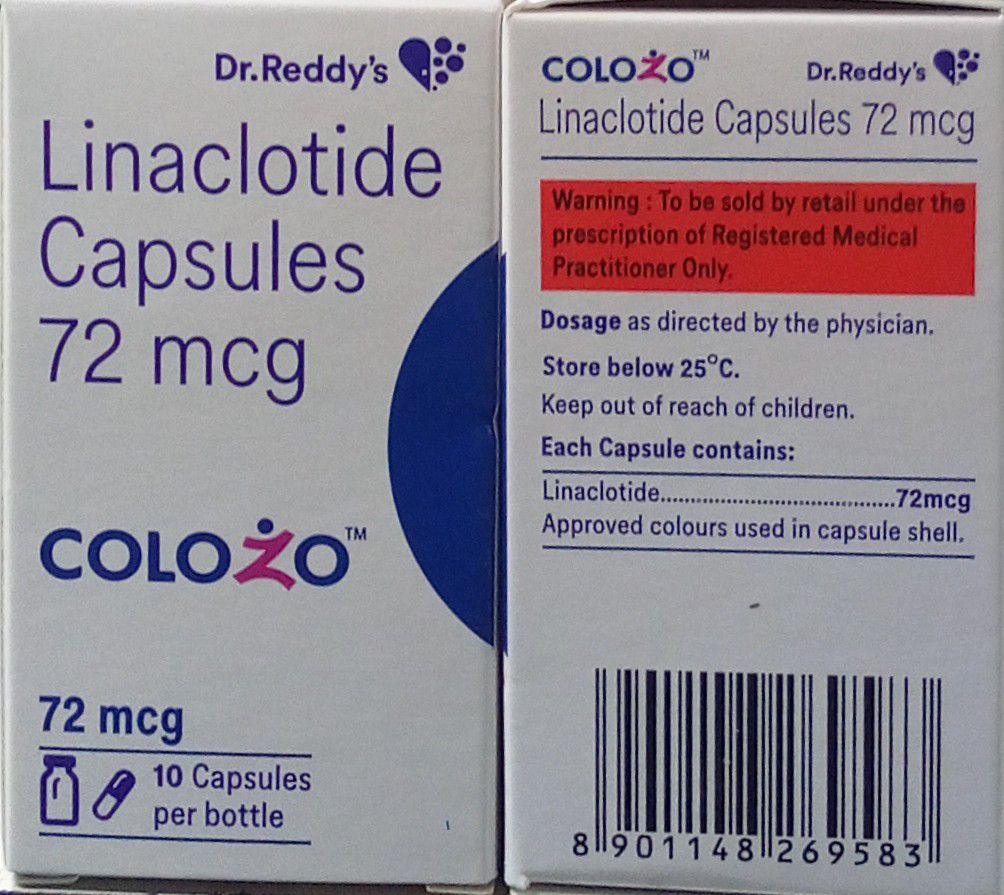 Dr.Reddy's
Linaclotide
Capsules
72 mcg
COLOZO™
72 mcg
10 Capsules
per bottle
COLOZO™ Dr.Reddy's
Linaclotide Capsules 72 mcg
Warning : To be sold by retail under the
prescription of Registered Medical
Practitioner Only.
Dosage as directed by the physician.
Store below 25°C.
Keep out of reach of children.
Each Capsule contains:
Linaclotide.......................................72mcg
Approved colours used in capsule shell.
8 901148 269583